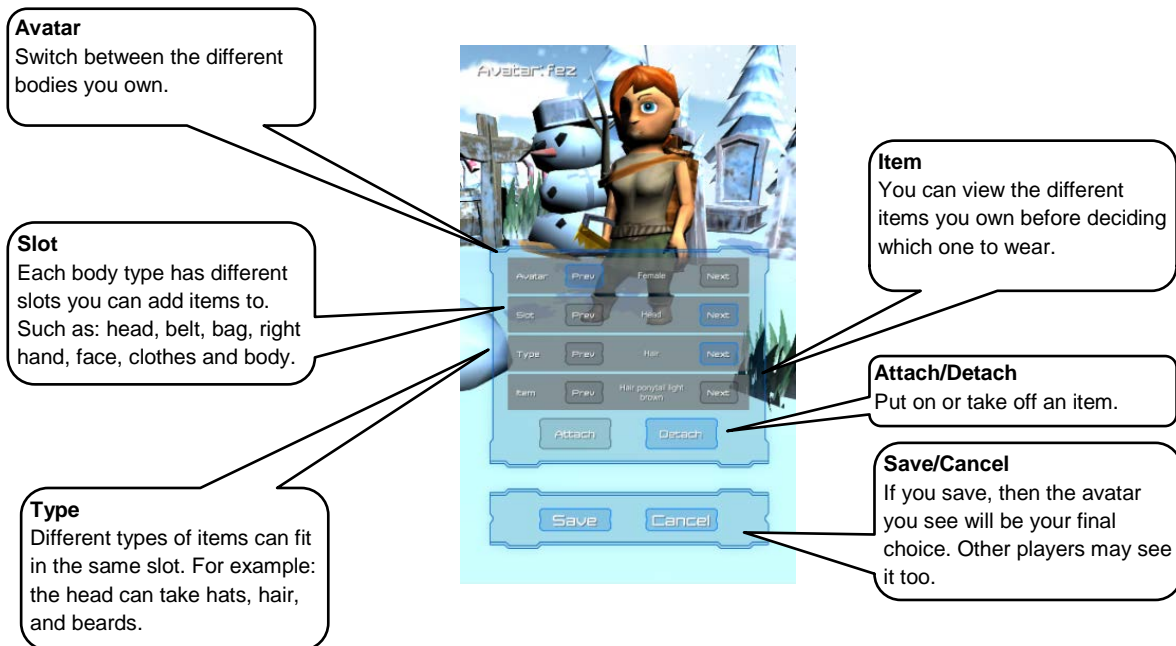 Avatar
Switch between the different
bodies you own.
Slot
Each body type has different
slots you can add items to.
Such as: head, belt, bag, right
hand, face, clothes and body.
Type
Different types of items can fit
in the same slot. For example:
the head can take hats, hair,
and beards.
Avatar: fez
Avatar Prev Female Next
Slot Prev Head Next
Type Prev Hair Next
Item Prev Hair ponytail light
brown Next
Attach Detach
Save Cancel
Item
You can view the different
items you own before deciding
which one to wear.
Attach/Detach
Put on or take off an item.
Save/Cancel
If you save, then the avatar
you see will be your final
choice. Other players may see
it too.